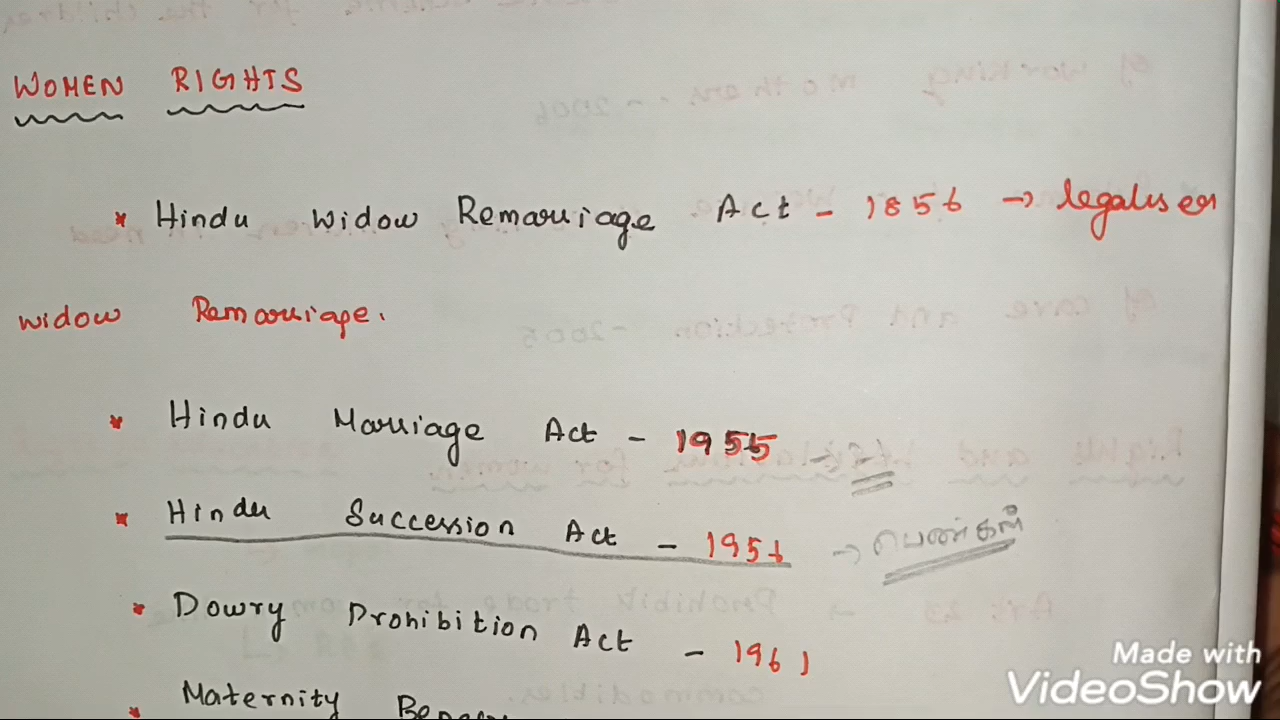 WOMEN RIGHTS
* Hindu Widow Remarriage Act - 1856 → legalises
widow Remarriage.
* Hindu Marriage Act - 1955
* Hindu Succession Act - 1956 → பெண்கள்
* Dowry Prohibition Act - 1961
* Maternity
Made with
VideoShow